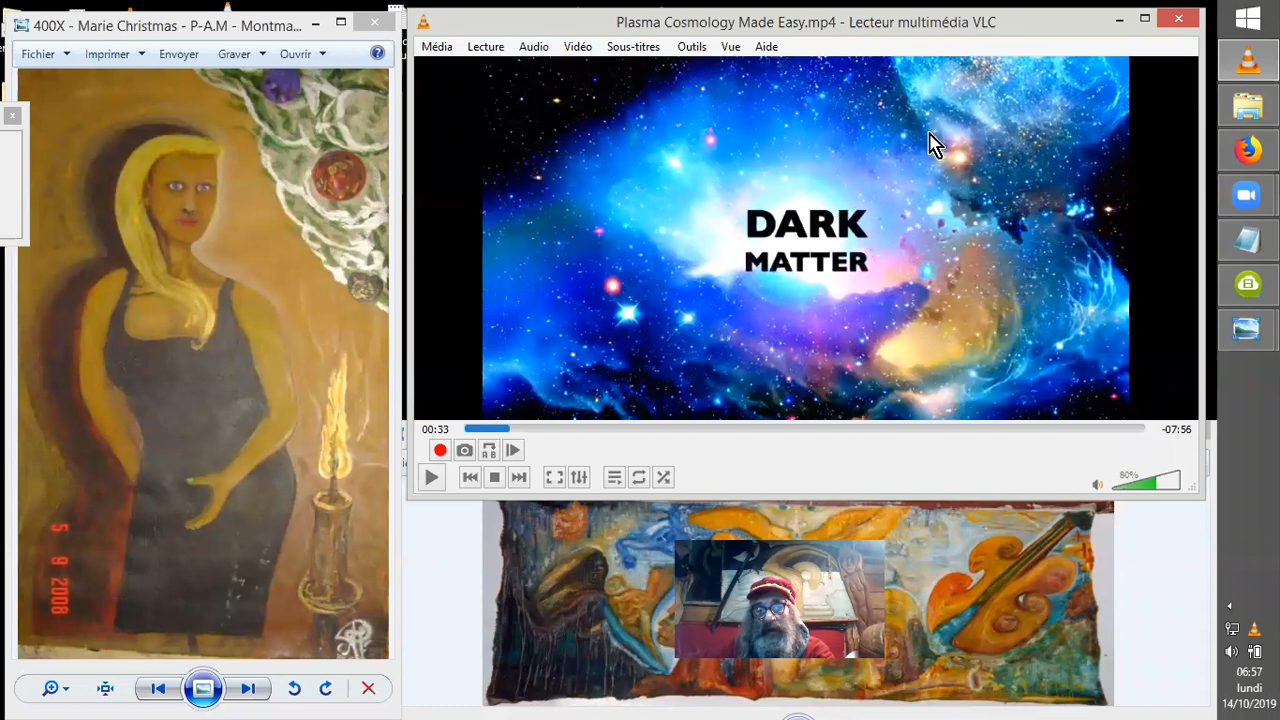 400X - Marie Christmas - P-A.M - Montma...
Fichier
Imprimer
Envoyer
Graver
Ouvrir
5 9 2008
Plasma Cosmology Made Easy.mp4 - Lecteur multimédia VLC
Média
Lecture
Audio
Vidéo
Sous-titres
Outils
Vue
Aide
DARK
MATTER
00:33
-07:56
A B
80%
06:57
lundi
14/10/2019